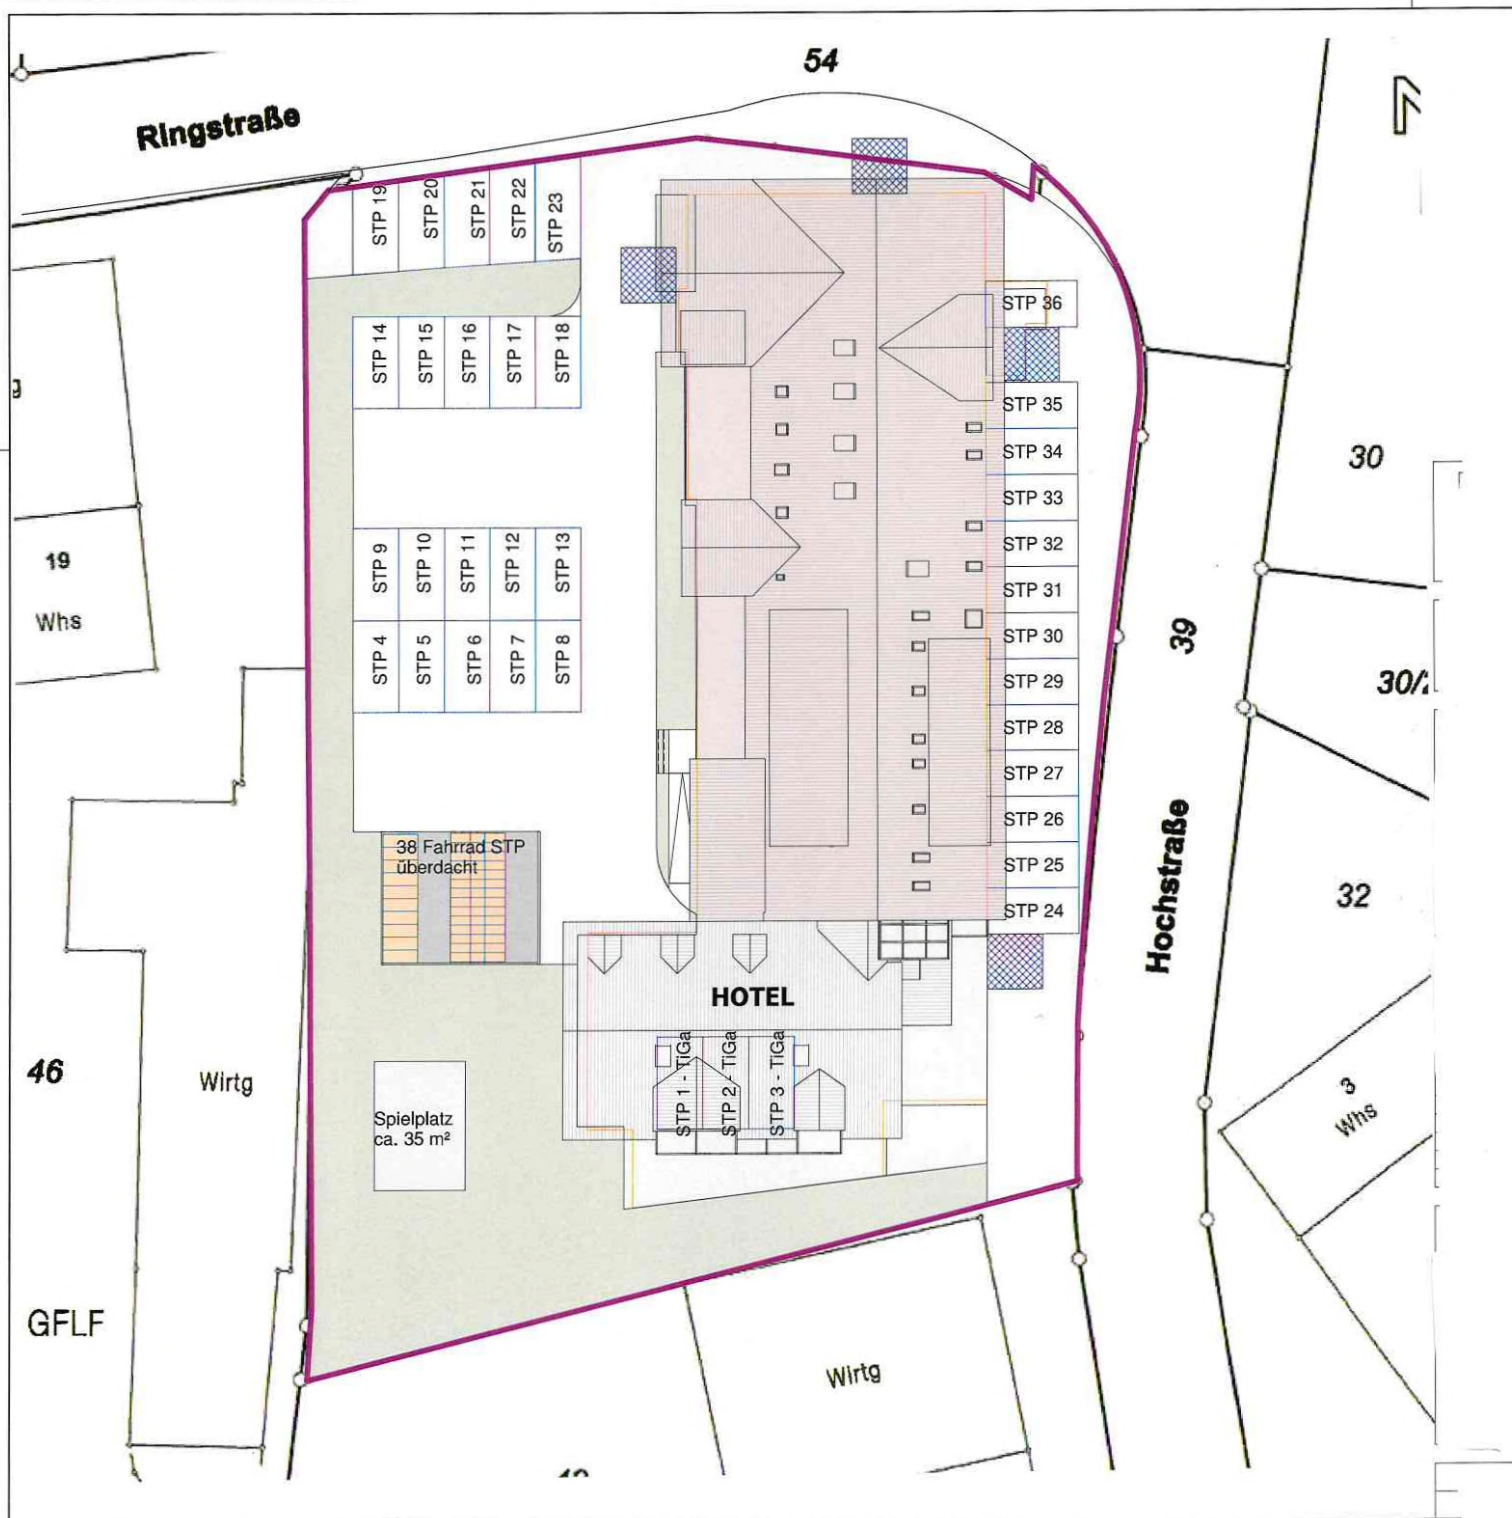 54
Ringstraße
STP 19
STP 20
STP 21
STP 22
STP 23
STP 36
STP 14
STP 15
STP 16
STP 17
STP 18
STP 35
STP 34
30
STP 33
STP 9
STP 10
STP 11
STP 12
STP 13
STP 32
19
Whs
STP 31
STP 30
39
STP 4
STP 5
STP 6
STP 7
STP 8
STP 29
STP 28
STP 27
STP 26
38 Fahrrad STP
überdacht
STP 25
STP 24
Hochstraße
32
HOTEL
STP 1 - TiGa
STP 2 - TiGa
STP 3 - TiGa
46
Wirtg
3
Whs
Spielplatz
ca. 35 m²
GFLF
Wirtg